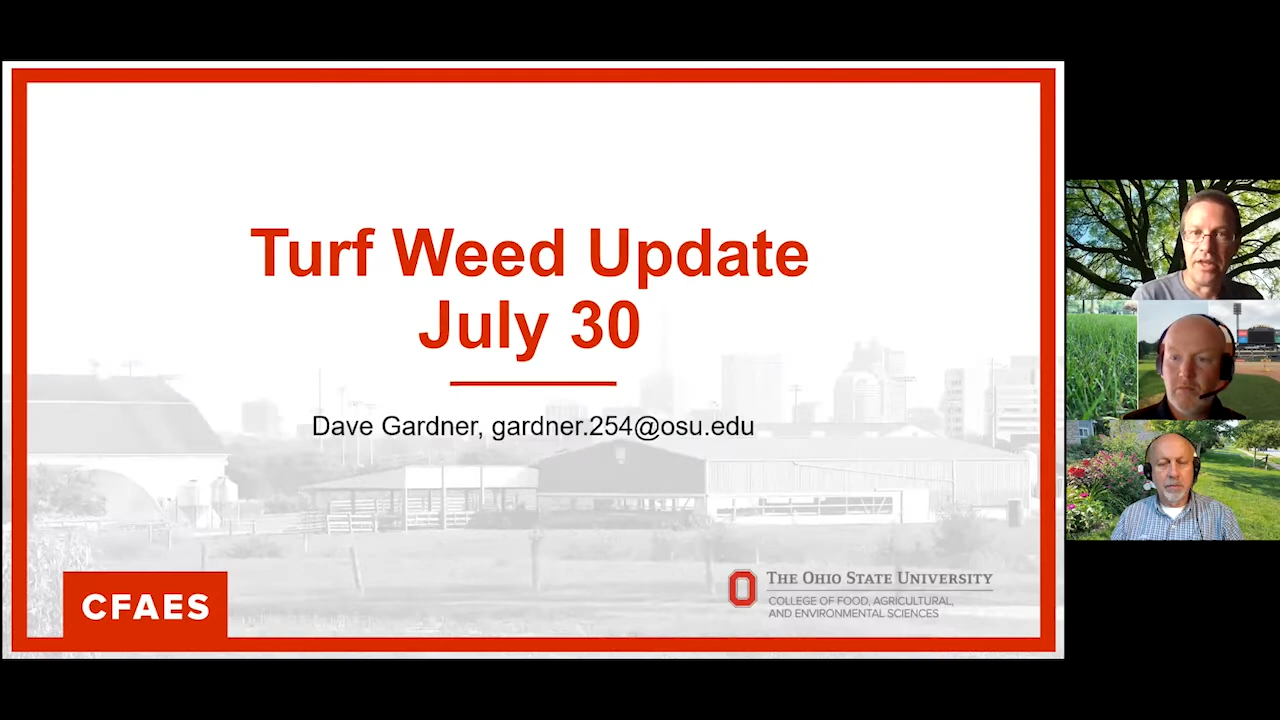 Turf Weed Update
July 30
Dave Gardner, gardner.254@osu.edu
CFAES
THE OHIO STATE UNIVERSITY
COLLEGE OF FOOD, AGRICULTURAL,
AND ENVIRONMENTAL SCIENCES